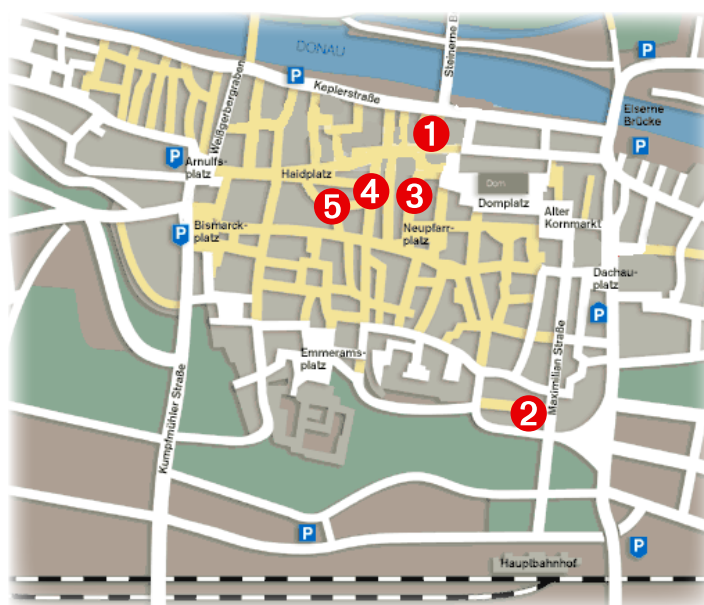 DONAU
P
P
Steinerne B
Keplerstraße
Weißgerbergraben
Eiserne
Brücke
1
P
P
Arnulfs-
platz
Haidplatz
Dom
4
3
5
Domplatz
Alter
Kornmarkt
P
Bismarck-
platz
Neupfarr-
platz
Dachau-
platz
P
Emmerams-
platz
Maximilian Straße
Kumpfmühler Straße
2
P
P
Hauptbahnhof